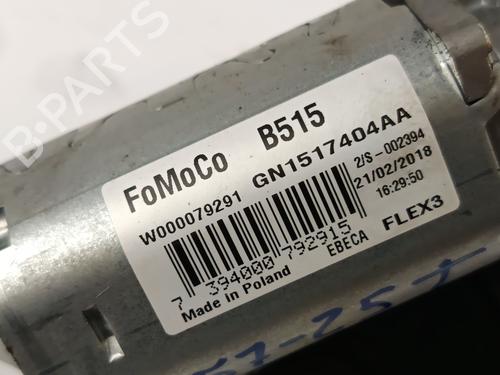 FoMoCo B515
W000079291 GN1517404AA
2/S-002394
21/02/2018
16:29:50
7 394000 792915
EBECA FLEX3
Made in Poland
B-PARTS